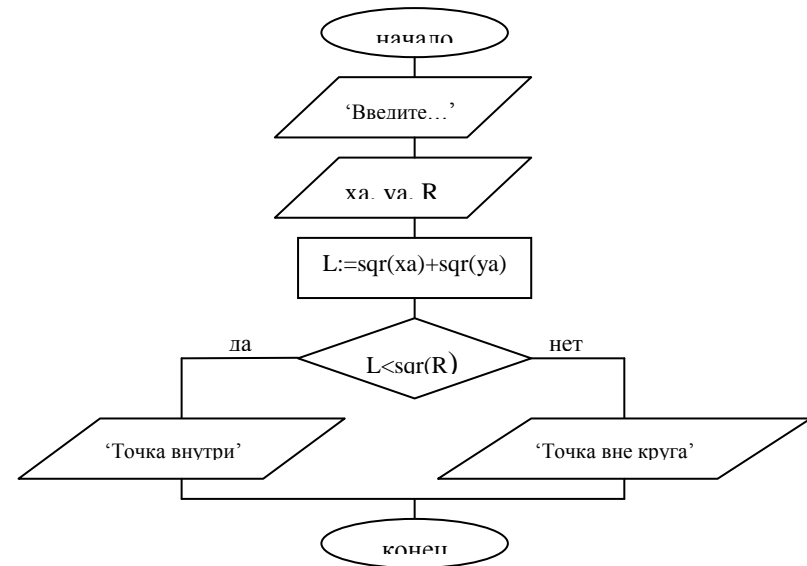 начало
‘Введите…’
xa, ya, R
L:=sqr(xa)+sqr(ya)
да
нет
L<sqr(R)
‘Точка внутри’
‘Точка вне круга’
конец